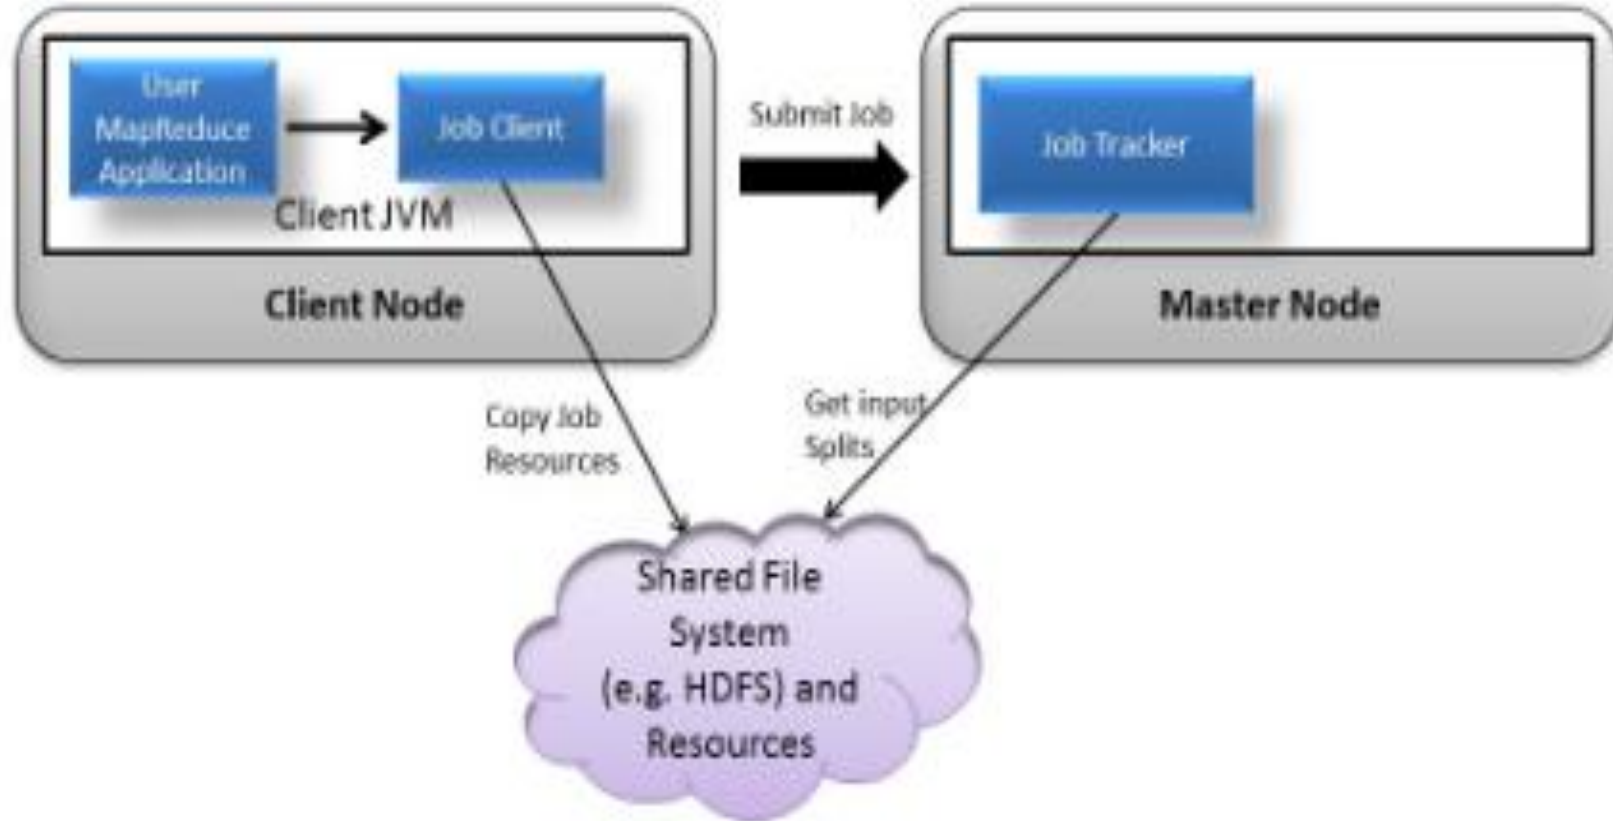 User
MapReduce
Application
Job Client
Client JVM
Client Node
Submit Job
Job Tracker
Master Node
Copy Job
Resources
Get input
Splits
Shared File
System
(e.g. HDFS) and
Resources